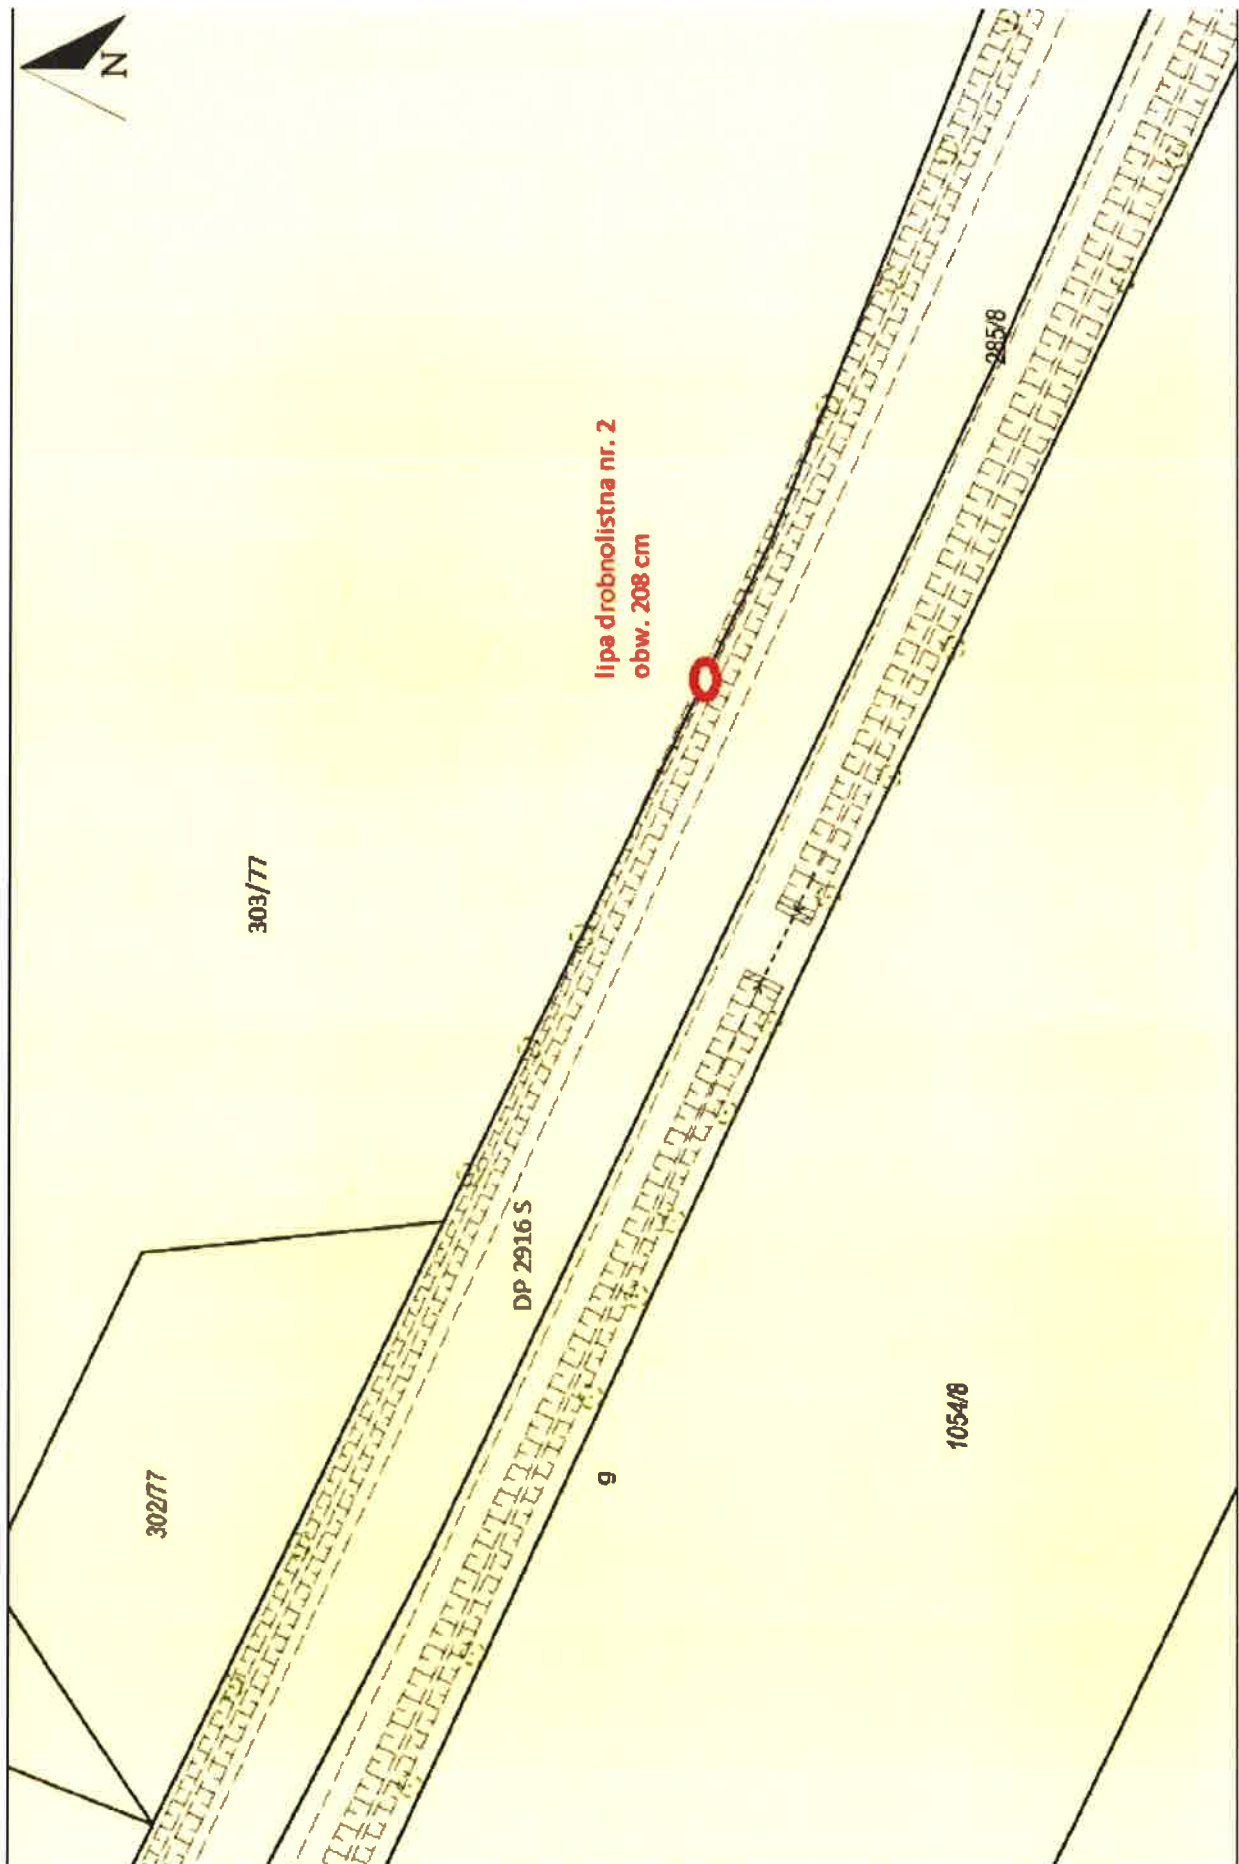 N
lipa drobnolistna nr. 2
obw. 208 cm
285/8
303/77
DP 2916 S
302/77
g
1054/8